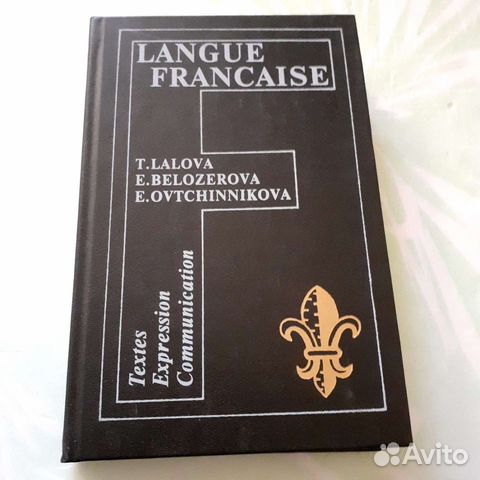 LANGUE
FRANCAISE
T.LALOVA
E.BELOZEROVA
E.OVTCHINNIKOVA
Textes
Expression
Communication
Avito